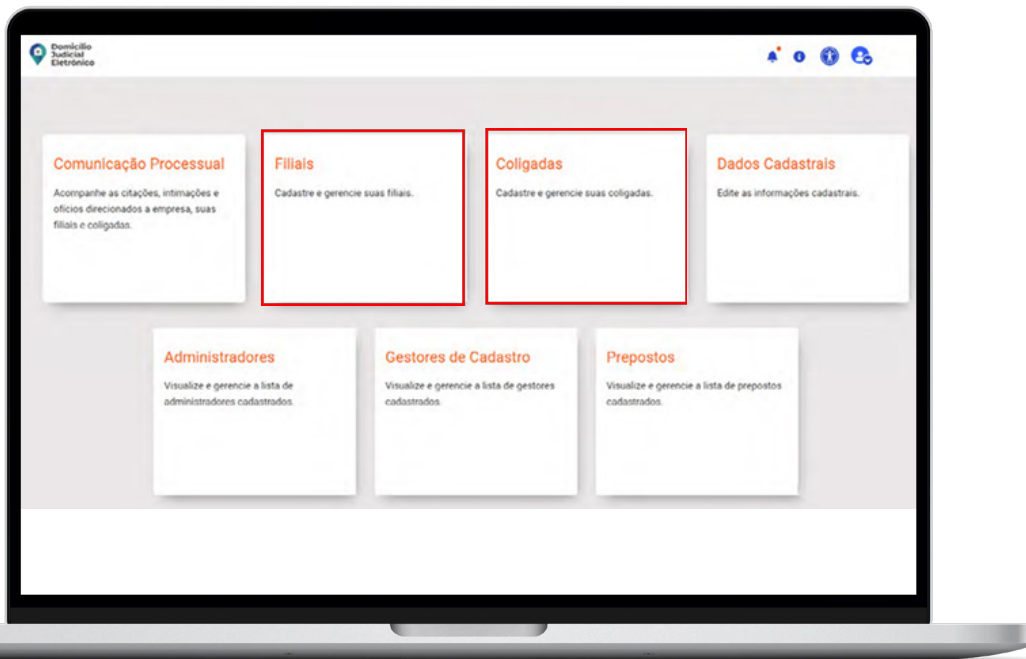 Domicílio
Judicial
Eletrônico
Comunicação Processual
Acompanhe as citações, intimações e
ofícios direcionados a empresa, suas
filiais e coligadas.
Filiais
Cadastre e gerencie suas filiais.
Coligadas
Cadastre e gerencie suas coligadas.
Dados Cadastrais
Edite as informações cadastrais.
Administradores
Visualize e gerencie a lista de
administradores cadastrados.
Gestores de Cadastro
Visualize e gerencie a lista de gestores
cadastrados.
Prepostos
Visualize e gerencie a lista de prepostos
cadastrados.